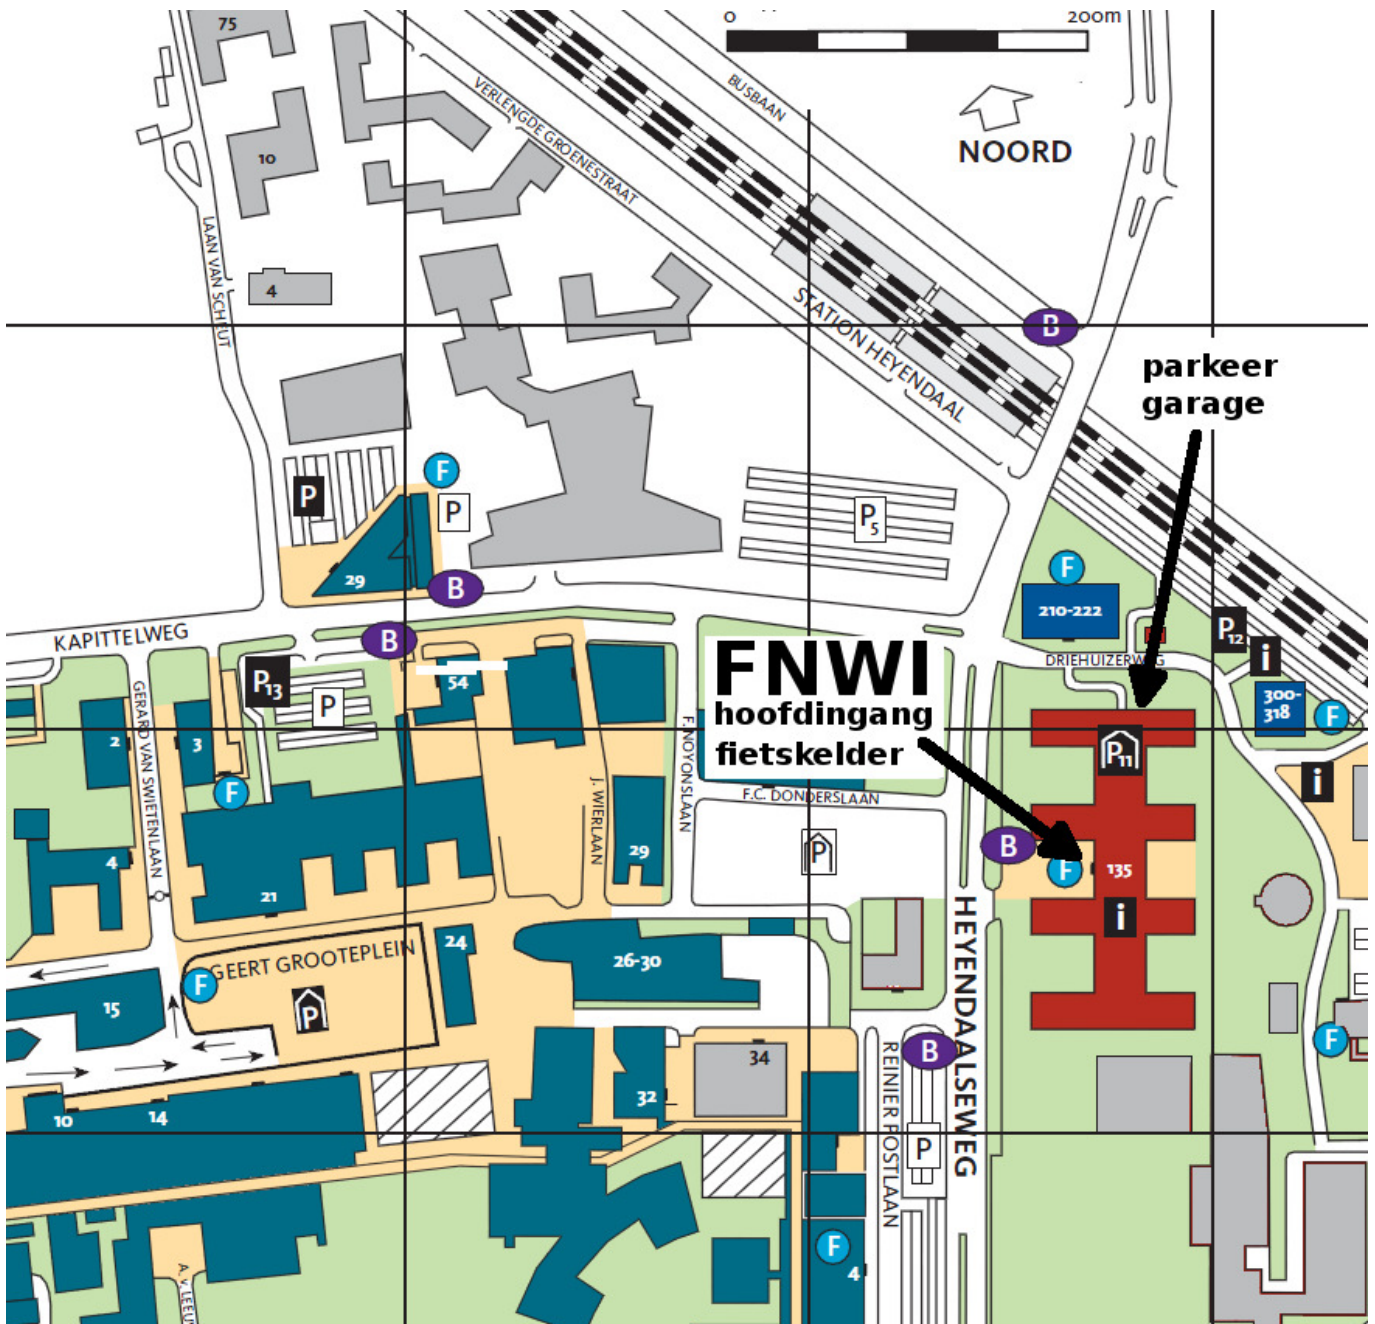 75
0
200m
BUSBAAN
VERLENGDE GROENESTRAAT
NOORD
10
LAAN VAN SCHEUT
4
STATION HEYENDAAL
B
parkeer
garage
F
P
P
P5
29
B
F
210-222
KAPITTELWEG
B
P12
i
DRIEHUIZERWEG
FNWI
hoofdingang
fietskelder
P13
P
54
300-
318
F
GERARD VAN SWIETENLAAN
2
3
F. NOYONSLAAN
P11
F
J. WIERLAAN
F.C. DONDERSLAAN
i
P
B
4
29
F
135
21
i
HEYENDAALSEWEG
GEERT GROOTEPLEIN
24
26-30
F
P
15
34
B
F
REINIER POSTLAAN
10
14
32
P
F
4
A. v. LEEU